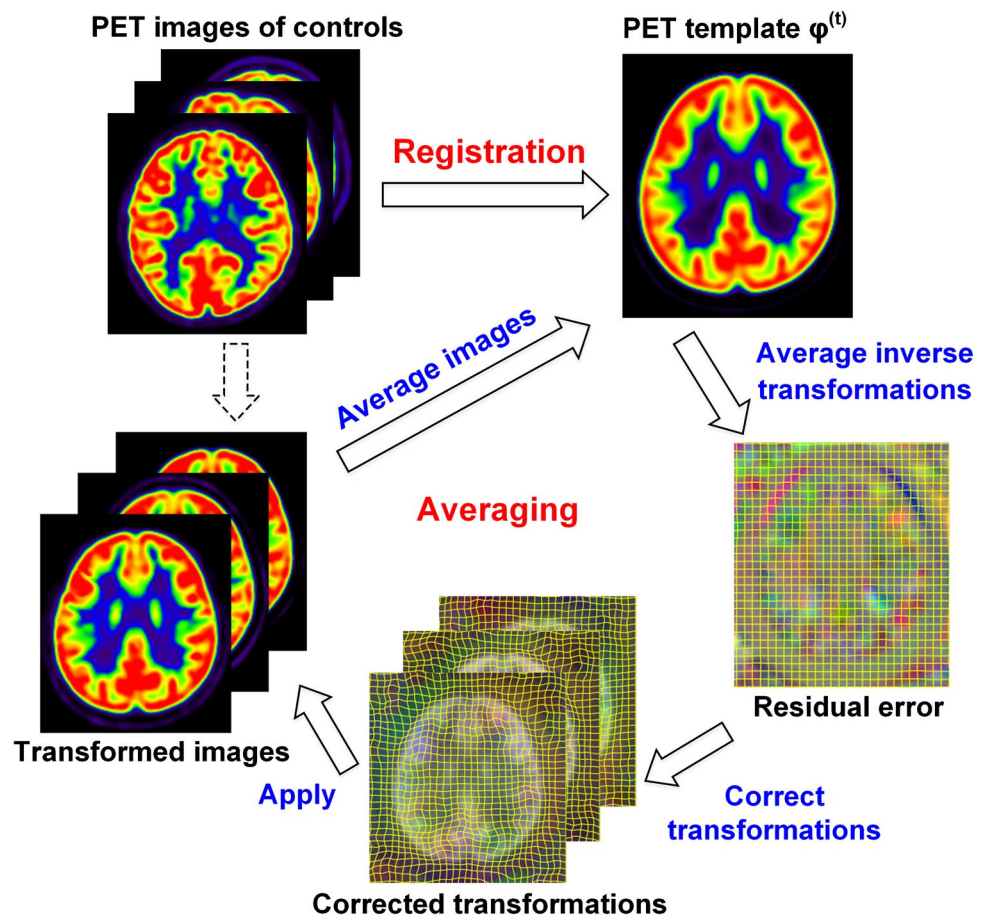 PET images of controls
PET template φ(t)
Registration
Average images
Average inverse
transformations
Averaging
Residual error
Transformed images
Apply
Correct
transformations
Corrected transformations